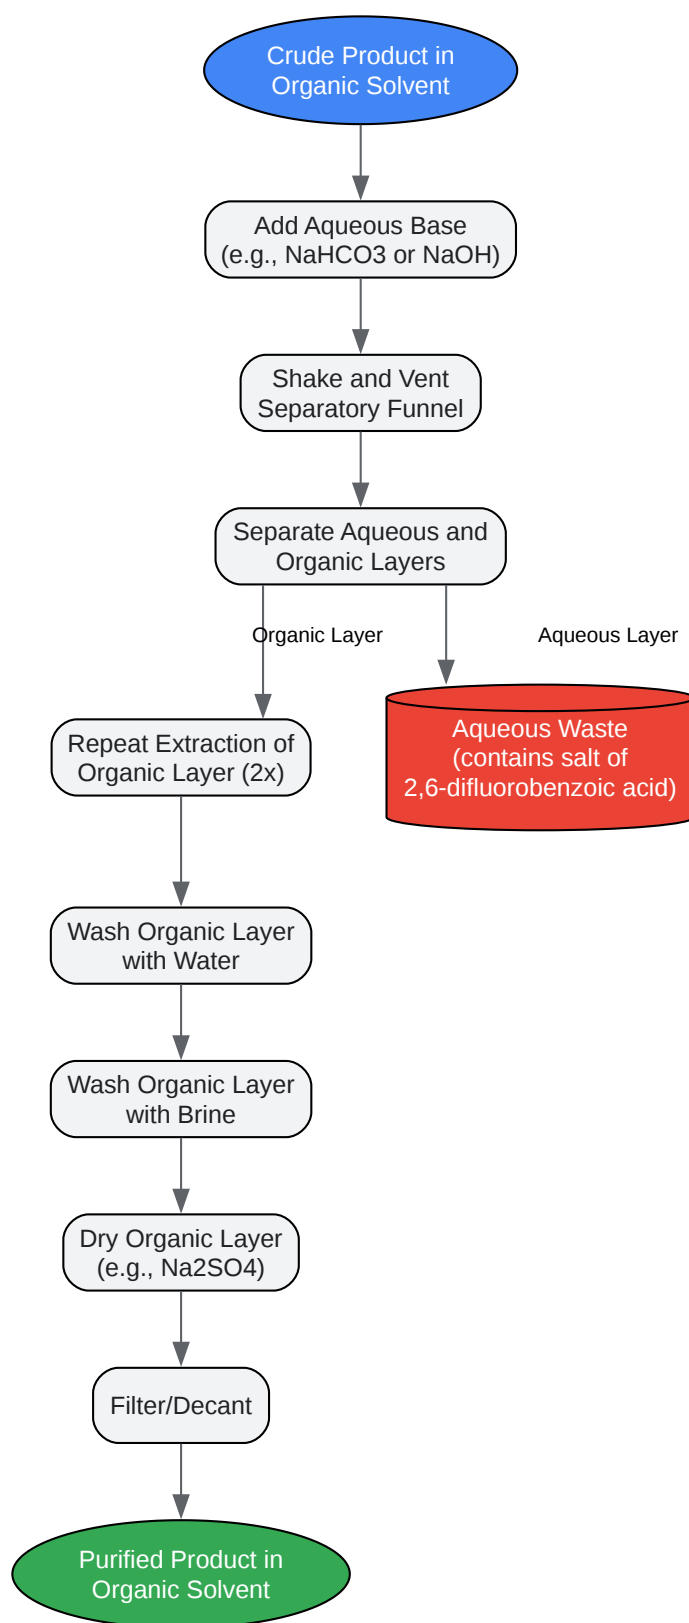 Crude Product in
Organic Solvent
Add Aqueous Base
(e.g., NaHCO3 or NaOH)
Shake and Vent
Separatory Funnel
Separate Aqueous and
Organic Layers
Organic Layer
Aqueous Layer
Repeat Extraction of
Organic Layer (2x)
Aqueous Waste
(contains salt of
2,6-difluorobenzoic acid)
Wash Organic Layer
with Water
Wash Organic Layer
with Brine
Dry Organic Layer
(e.g., Na2SO4)
Filter/Decant
Purified Product in
Organic Solvent